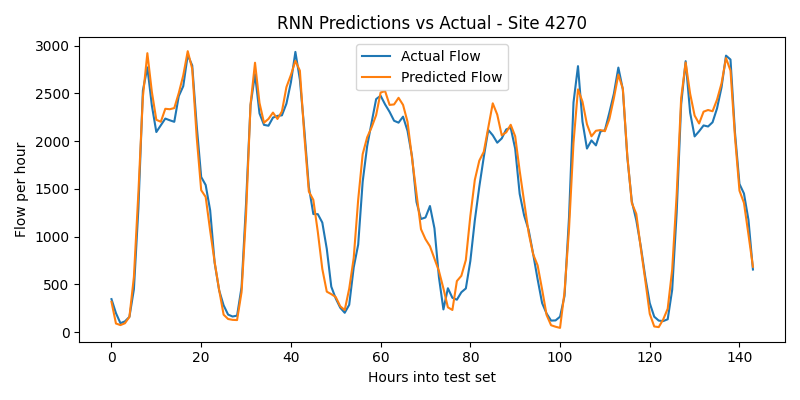 RNN Predictions vs Actual - Site 4270
Actual Flow
Predicted Flow
Flow per hour
3000
2500
2000
1500
1000
500
0
0 20 40 60 80 100 120 140
Hours into test set